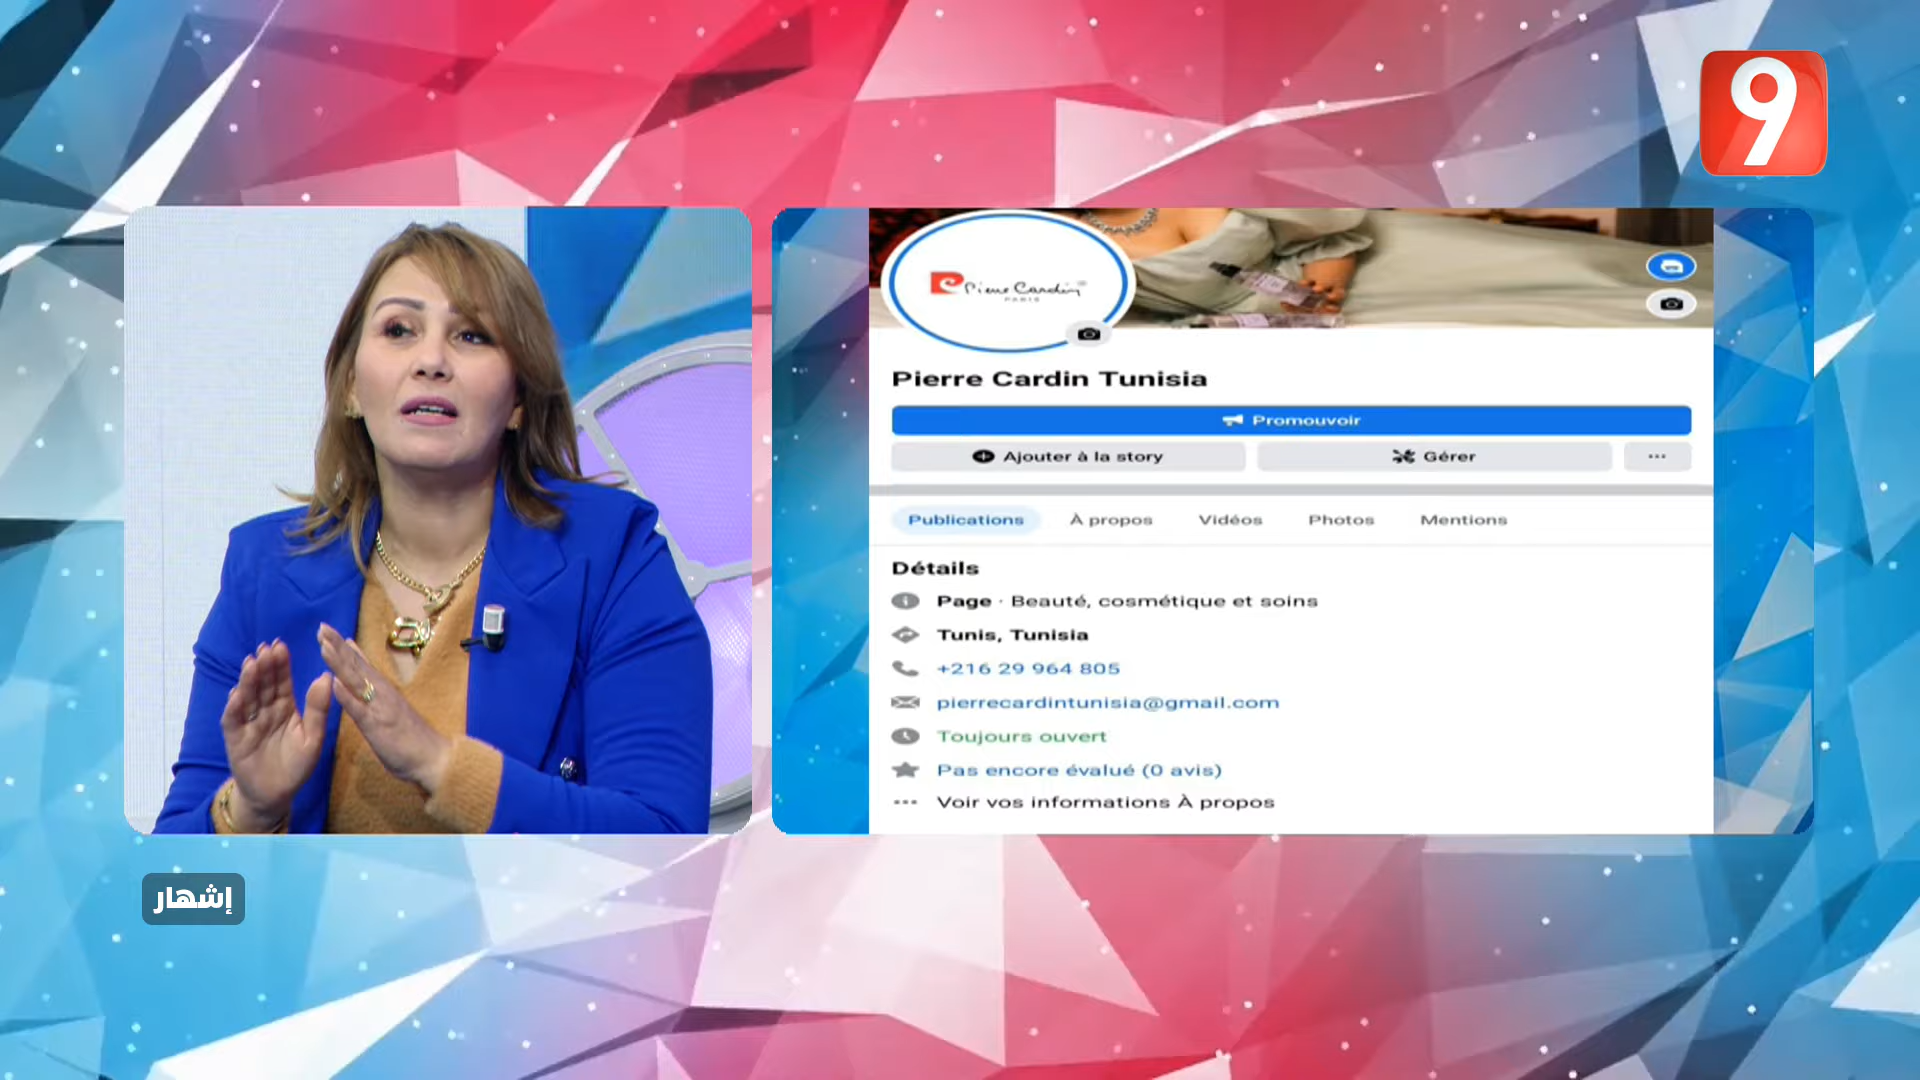 9
Pierre Cardin
PARIS
Pierre Cardin Tunisia
Promouvoir
Ajouter à la story
Gérer
Publications À propos Vidéos Photos Mentions
Détails
Page · Beauté, cosmétique et soins
Tunis, Tunisia
+216 29 964 805
pierrecardintunisia@gmail.com
Toujours ouvert
Pas encore évalué (0 avis)
Voir vos informations À propos
إشهار